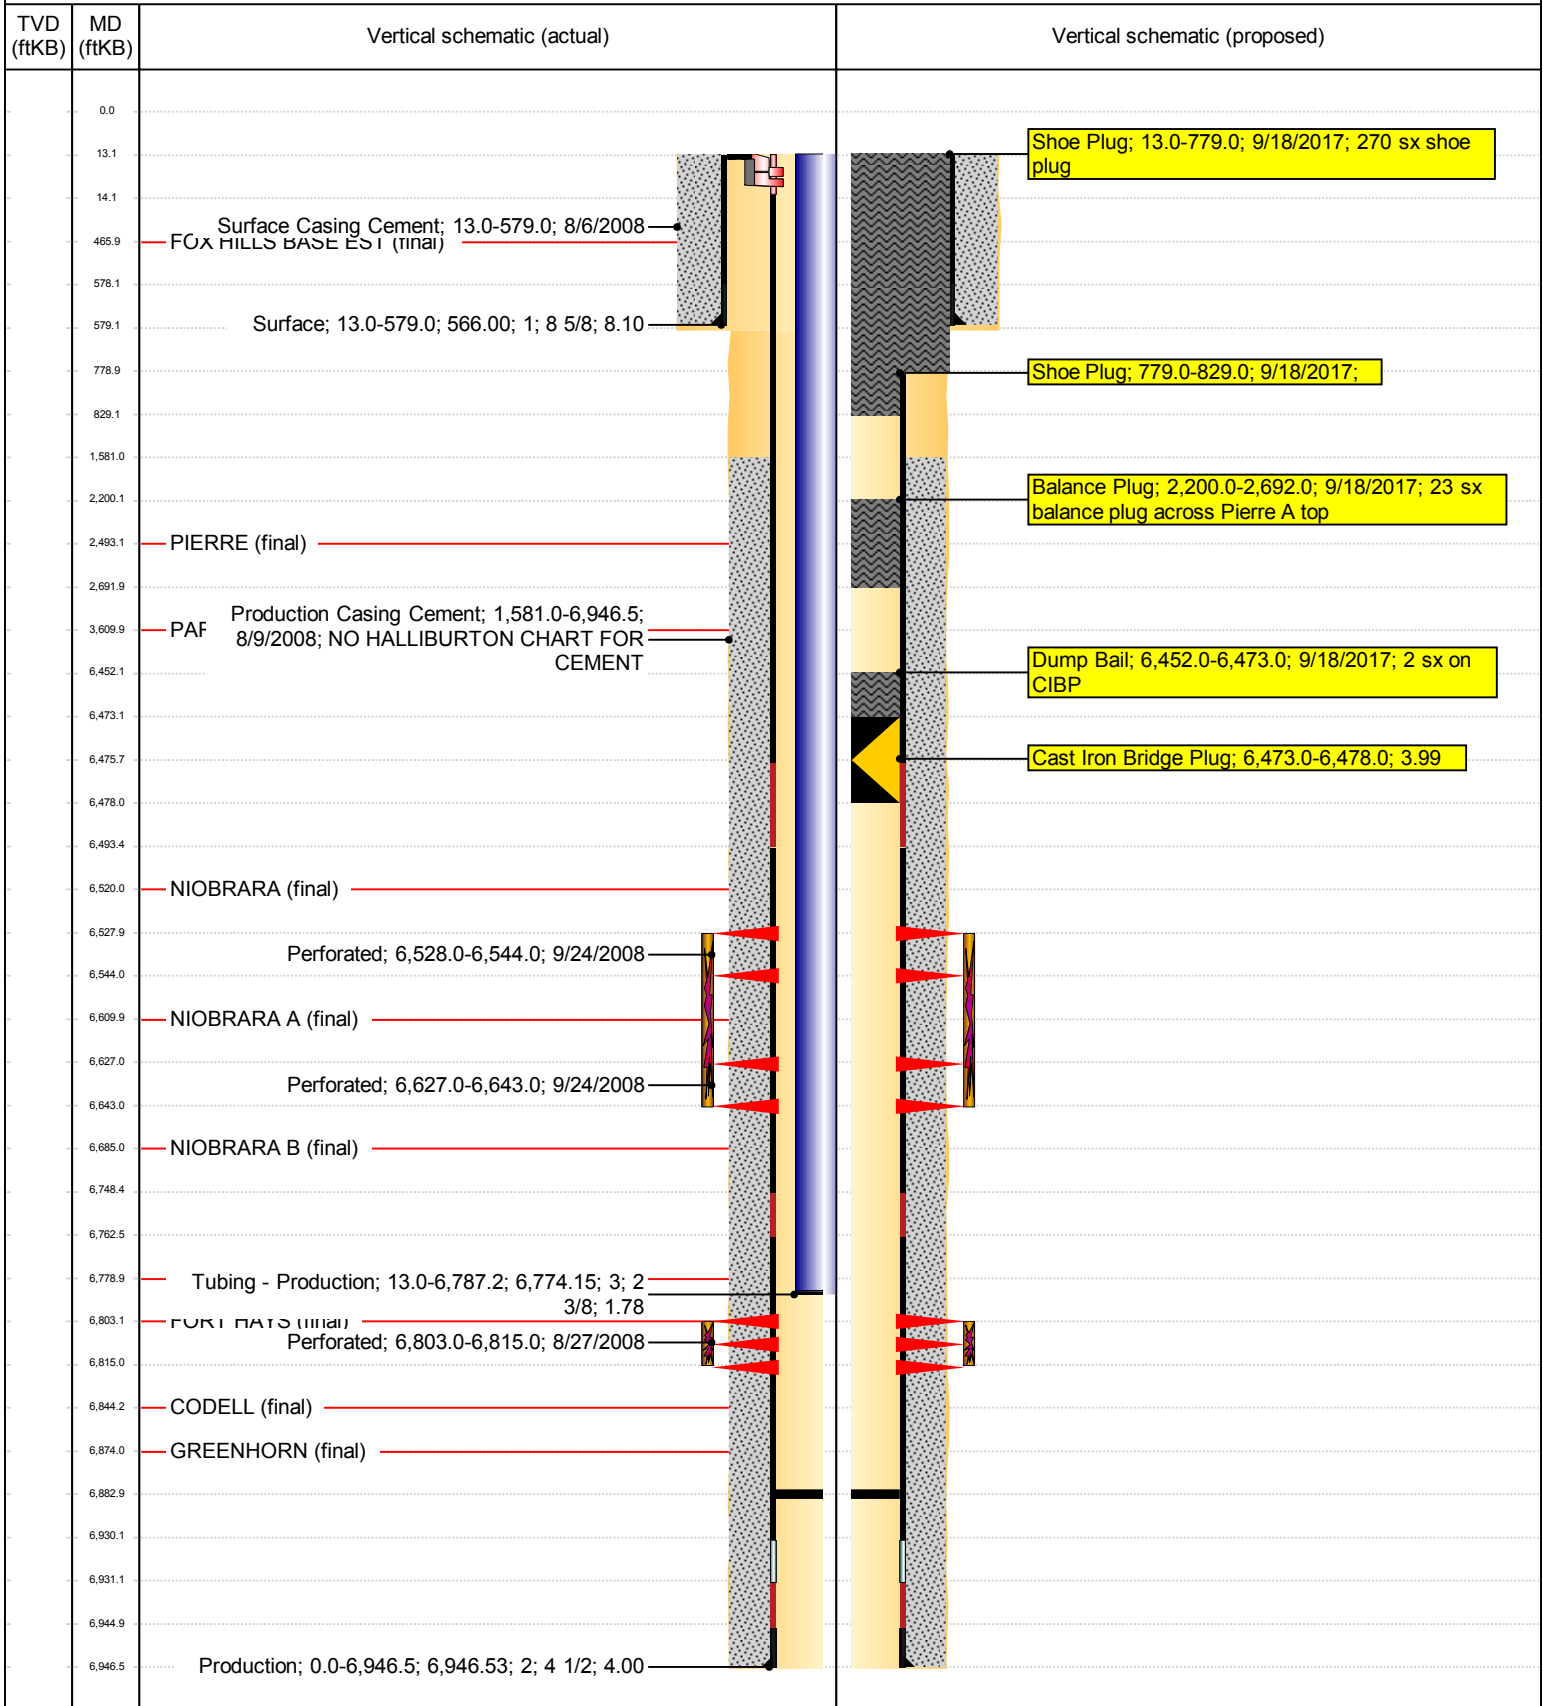 TVD (ftKB)
MD (ftKB)
Vertical schematic (actual)
Vertical schematic (proposed)
0.0
13.1
Shoe Plug; 13.0-779.0; 9/18/2017; 270 sx shoe
plug
14.1
Surface Casing Cement; 13.0-579.0; 8/6/2008
465.9
FOX HILLS BASE EST (final)
578.1
579.1
Surface; 13.0-579.0; 566.00; 1; 8 5/8; 8.10
778.9
Shoe Plug; 779.0-829.0; 9/18/2017;
829.1
1,581.0
2,200.1
Balance Plug; 2,200.0-2,692.0; 9/18/2017; 23 sx
balance plug across Pierre A top
2,493.1
PIERRE (final)
2,691.9
Production Casing Cement; 1,581.0-6,946.5;
8/9/2008; NO HALLIBURTON CHART FOR
CEMENT
3,609.9
6,452.1
Dump Bail; 6,452.0-6,473.0; 9/18/2017; 2 sx on
CIBP
6,473.1
6,475.7
Cast Iron Bridge Plug; 6,473.0-6,478.0; 3.99
6,478.0
6,493.4
6,520.0
NIOBRARA (final)
6,527.9
Perforated; 6,528.0-6,544.0; 9/24/2008
6,544.0
6,609.9
NIOBRARA A (final)
6,627.0
Perforated; 6,627.0-6,643.0; 9/24/2008
6,643.0
6,685.0
NIOBRARA B (final)
6,748.4
6,762.5
6,778.9
Tubing - Production; 13.0-6,787.2; 6,774.15; 3; 2
3/8; 1.78
6,803.1
FORT HAYS (final)
Perforated; 6,803.0-6,815.0; 8/27/2008
6,815.0
6,844.2
CODELL (final)
6,874.0
GREENHORN (final)
6,882.9
6,930.1
6,931.1
6,944.9
6,946.5
Production; 0.0-6,946.5; 6,946.53; 2; 4 1/2; 4.00